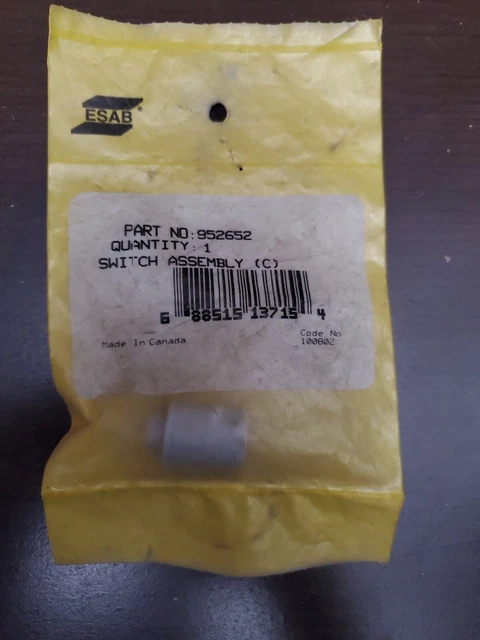 ESAB
PART NO:952652
QUANTITY: 1
SWITCH ASSEMBLY (C)
6 88515 13715 4
Made In Canada
Code No
100802